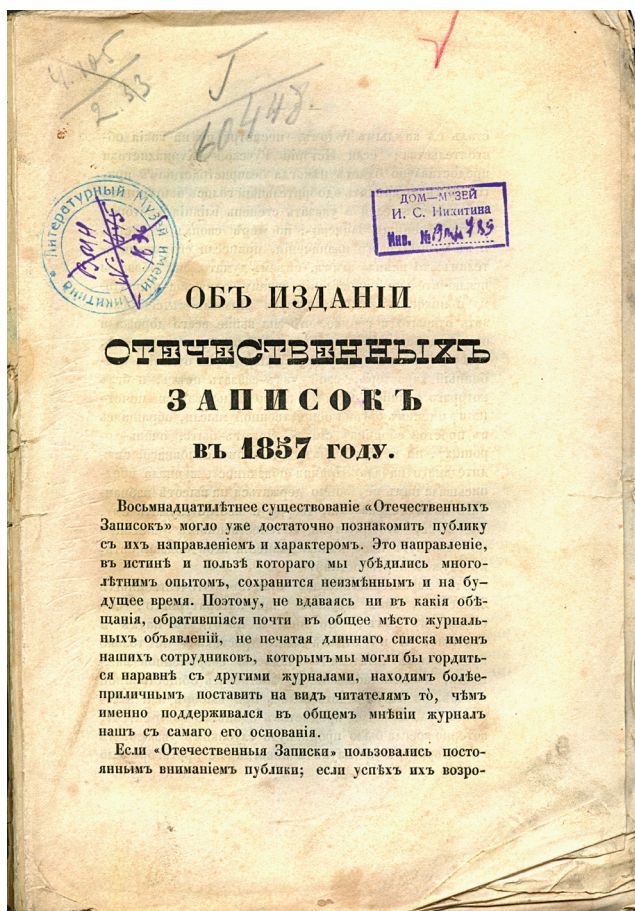 Г
60448.
Литературный Музей имени Никитина
ДОМ—МУЗЕЙ
И. С. Никитина
Инв. №
ОБЪ ИЗДАНІИ
ОТЕЧЕСТВЕННЫХЪ
ЗАПИСОКЪ
ВЪ 1857 ГОДУ.
Восьмнадцатилѣтнее существованіе «Отечественныхъ
Записокъ» могло уже достаточно познакомить публику
съ ихъ направленіемъ и характеромъ. Это направленіе,
въ истинѣ и пользѣ котораго мы убѣдились много-
лѣтнимъ опытомъ, сохранится неизмѣннымъ и на бу-
дущее время. Поэтому, не вдаваясь ни въ какія обѣ-
щанія, обратившіяся почти въ общее мѣсто журналь-
ныхъ объявленій, не печатая длиннаго списка именъ
нашихъ сотрудниковъ, которымъ мы могли бы гордить-
ся наравнѣ съ другими журналами, находимъ болѣе-
приличнымъ поставить на видъ читателямъ то̀, чѣмъ
именно поддерживался въ общемъ мнѣніи журналъ
нашъ съ самаго его основанія.
Если «Отечественныя Записки» пользовались посто-
яннымъ вниманіемъ публики; если успѣхъ ихъ возро-